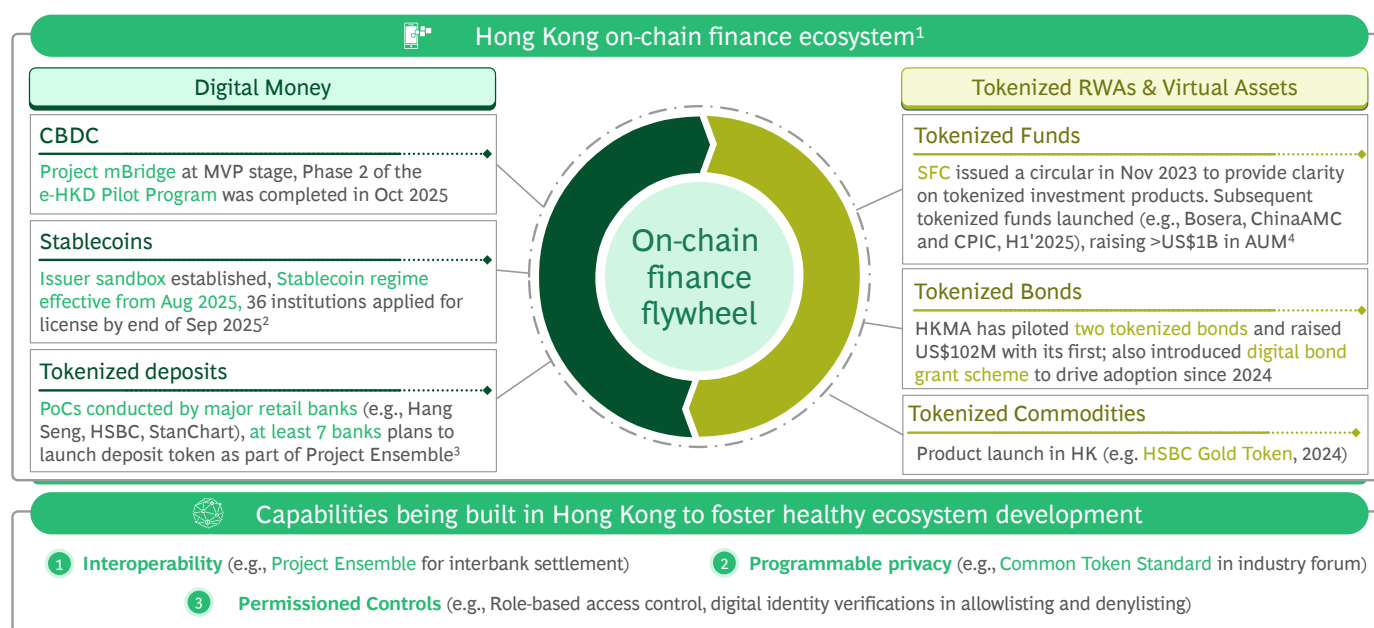 Hong Kong on-chain finance ecosystem¹
Digital Money
CBDC
Project mBridge at MVP stage, Phase 2 of the
e-HKD Pilot Program was completed in Oct 2025
Stablecoins
Issuer sandbox established, Stablecoin regime
effective from Aug 2025, 36 institutions applied for
license by end of Sep 2025²
Tokenized deposits
PoCs conducted by major retail banks (e.g., Hang
Seng, HSBC, StanChart), at least 7 banks plans to
launch deposit token as part of Project Ensemble³
On-chain
finance
flywheel
Tokenized RWAs & Virtual Assets
Tokenized Funds
SFC issued a circular in Nov 2023 to provide clarity
on tokenized investment products. Subsequent
tokenized funds launched (e.g., Bosera, ChinaAMC
and CPIC, H1'2025), raising >US$1B in AUM⁴
Tokenized Bonds
HKMA has piloted two tokenized bonds and raised
US$102M with its first; also introduced digital bond
grant scheme to drive adoption since 2024
Tokenized Commodities
Product launch in HK (e.g. HSBC Gold Token, 2024)
Capabilities being built in Hong Kong to foster healthy ecosystem development
1 Interoperability (e.g., Project Ensemble for interbank settlement)
2 Programmable privacy (e.g., Common Token Standard in industry forum)
3 Permissioned Controls (e.g., Role-based access control, digital identity verifications in allowlisting and denylisting)